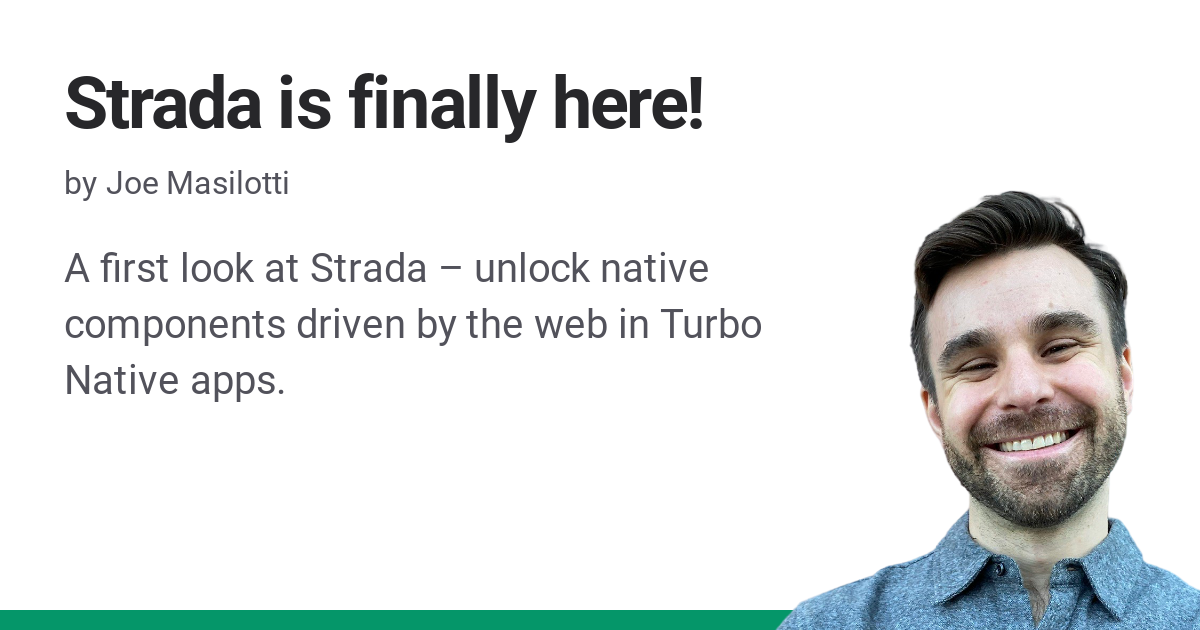 Strada is finally here!
by Joe Masilotti
A first look at Strada – unlock native
components driven by the web in Turbo
Native apps.